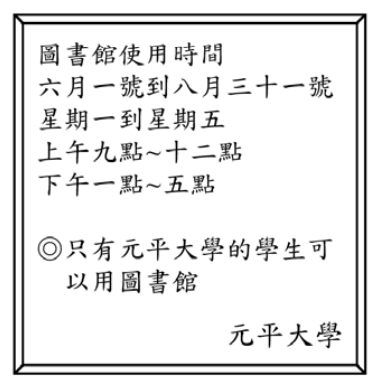 圖書館使用時間
六月一號到八月三十一號
星期一到星期五
上午九點~十二點
下午一點~五點
◎只有元平大學的學生可
以用圖書館
元平大學